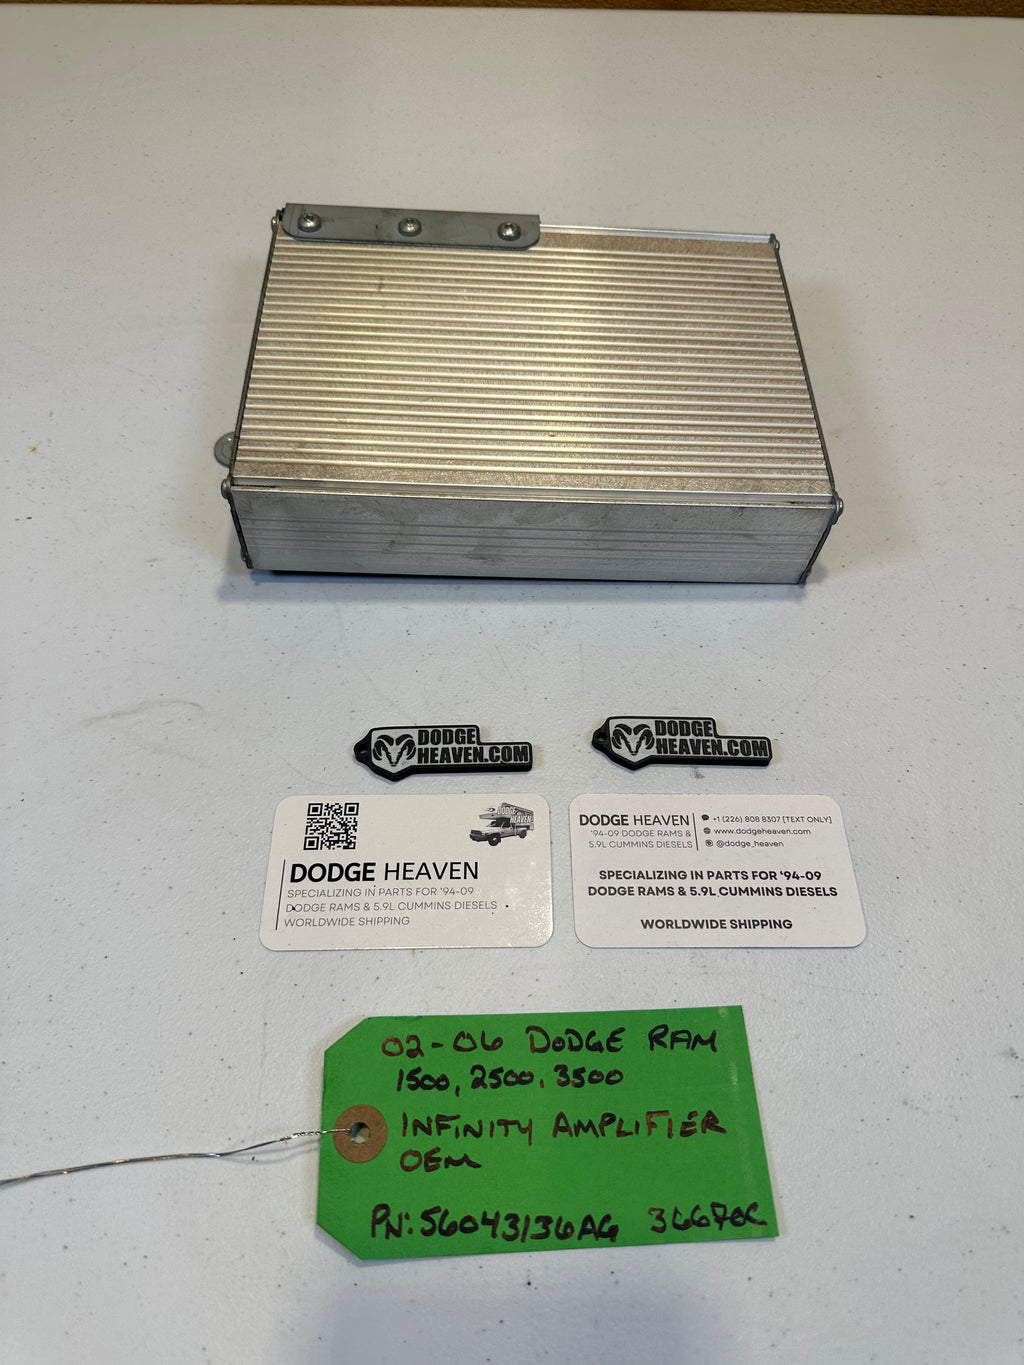 DODGE
HEAVEN.COM
DODGE
HEAVEN.COM
DODGE
HEAVEN
DODGE HEAVEN
SPECIALIZING IN PARTS FOR '94-09
DODGE RAMS & 5.9L CUMMINS DIESELS
WORLDWIDE SHIPPING
DODGE HEAVEN
'94-09 DODGE RAMS &
5.9L CUMMINS DIESELS
+1 (226) 808 8307 [TEXT ONLY]
www.dodgeheaven.com
@dodge_heaven
SPECIALIZING IN PARTS FOR '94-09
DODGE RAMS & 5.9L CUMMINS DIESELS
WORLDWIDE SHIPPING
02-06 DODGE RAM
1500, 2500, 3500
INFINITY AMPLIFIER
OEM
PN: 56043136AG